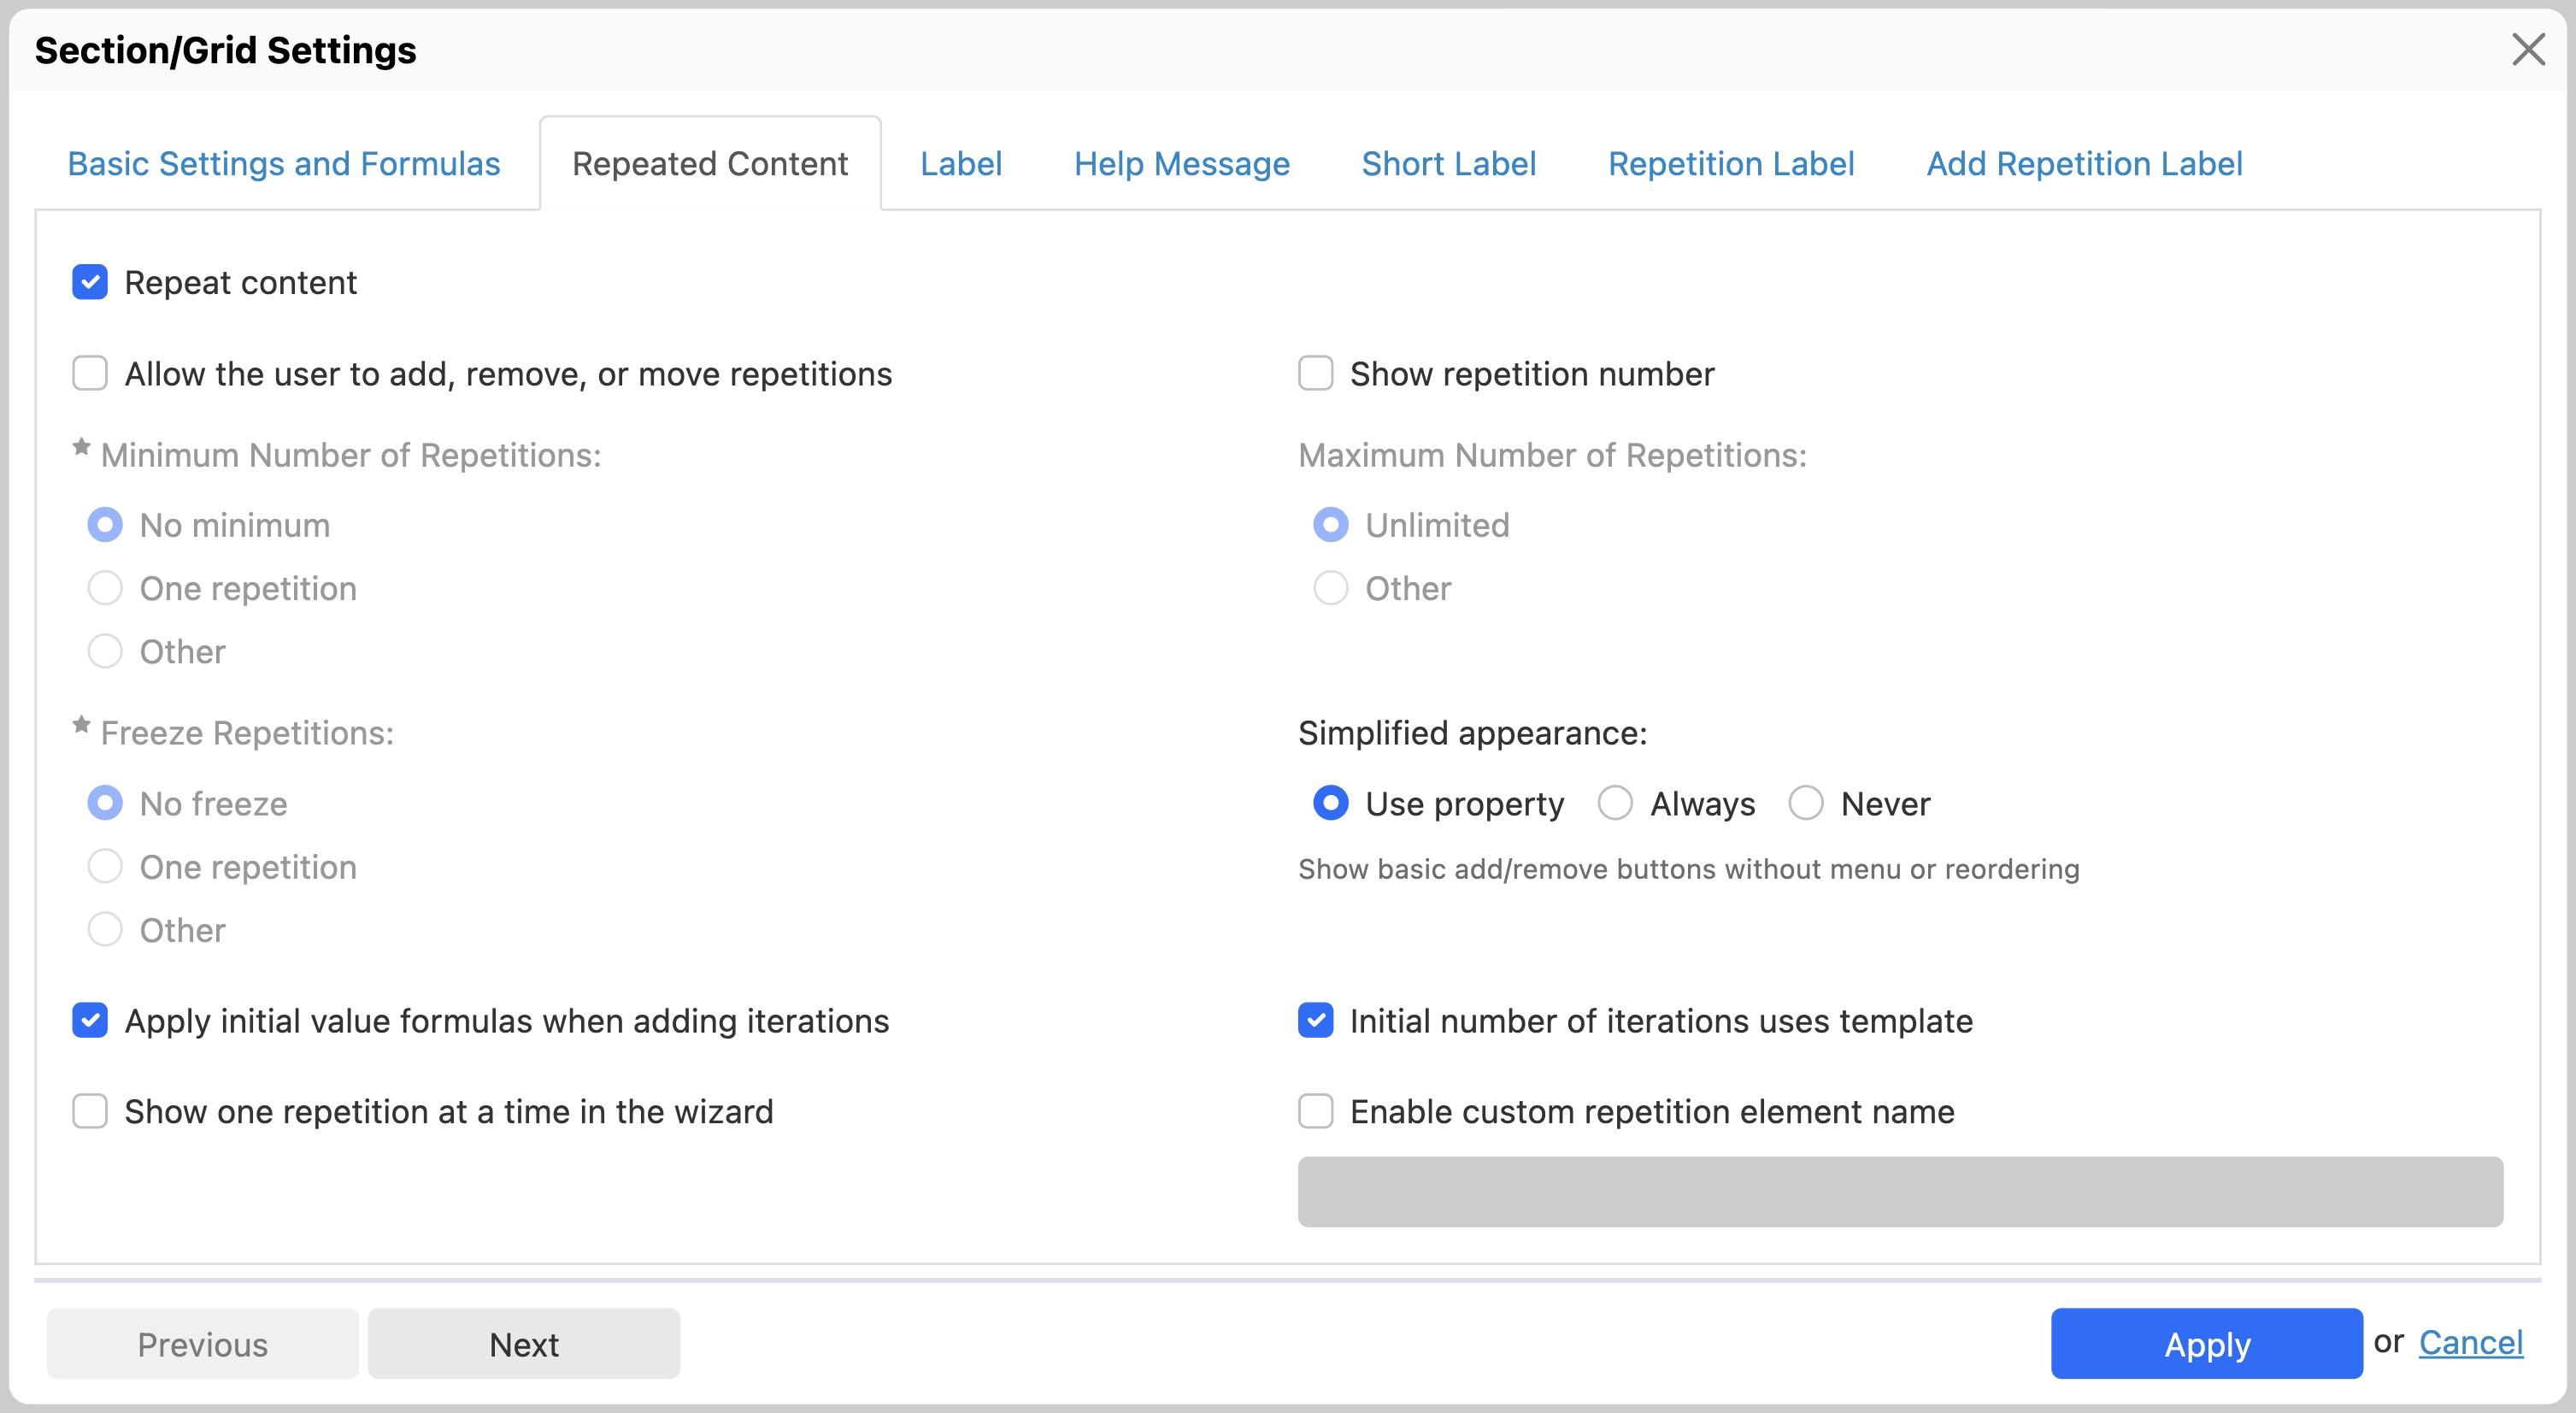 Section/Grid Settings
Basic Settings and Formulas
Repeated Content
Label
Help Message
Short Label
Repetition Label
Add Repetition Label
Repeat content
Allow the user to add, remove, or move repetitions
Show repetition number
Minimum Number of Repetitions:
No minimum
One repetition
Other
Maximum Number of Repetitions:
Unlimited
Other
Freeze Repetitions:
No freeze
One repetition
Other
Simplified appearance:
Use property Always Never
Show basic add/remove buttons without menu or reordering
Apply initial value formulas when adding iterations
Initial number of iterations uses template
Show one repetition at a time in the wizard
Enable custom repetition element name
Previous
Next
Apply or Cancel